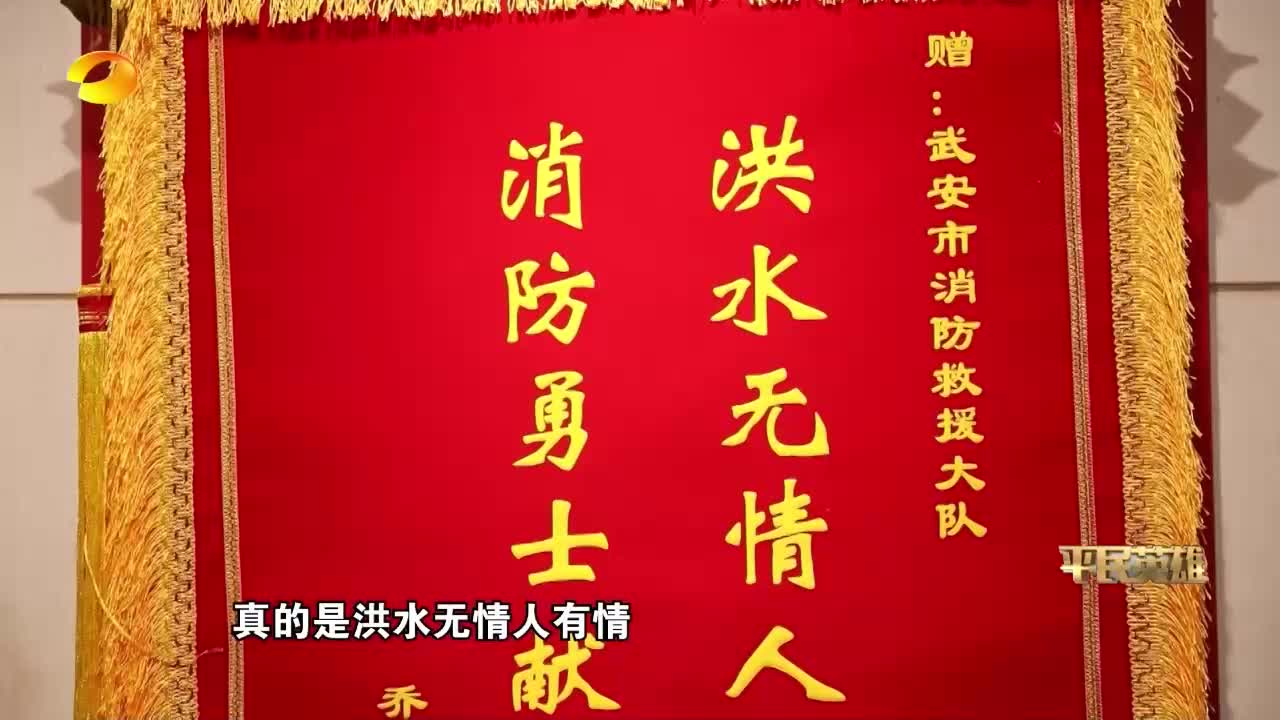 赠：武安市消防救援大队
洪水无情人
消防勇士献
乔
平民英雄
真的是洪水无情人有情